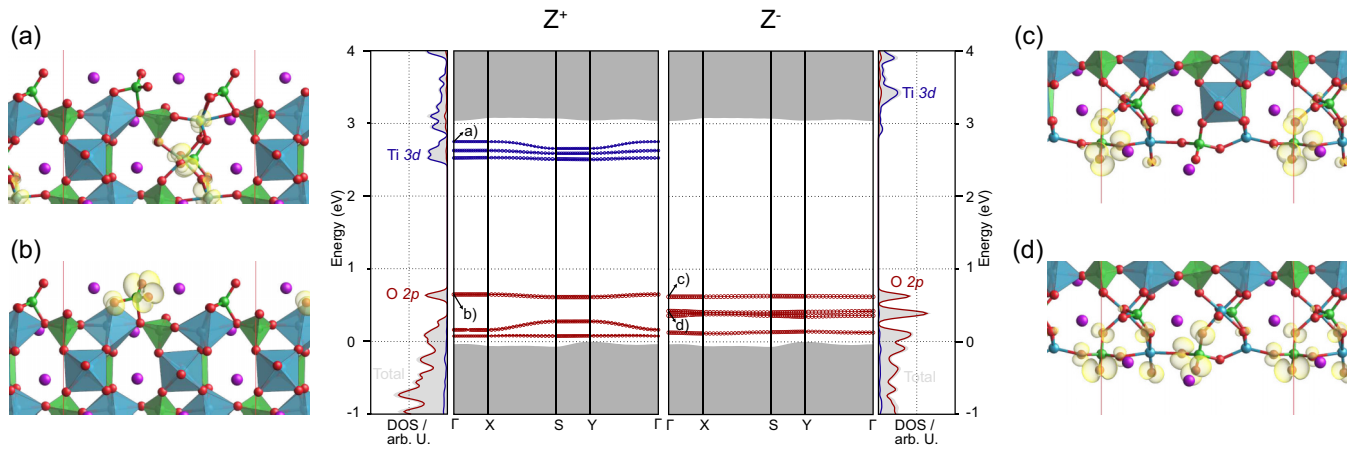 Z+ Z-
(a)
(b)
(c)
(d)
4
3
2
1
0
-1
Energy (eV)
Ti 3d
O 2p
Total
DOS /
arb. U.
a)
b)
Γ X S Y Γ
c)
d)
Γ X S Y Γ
Ti 3d
O 2p
Total
DOS /
arb. U.
4
3
2
1
0
-1
Energy (eV)